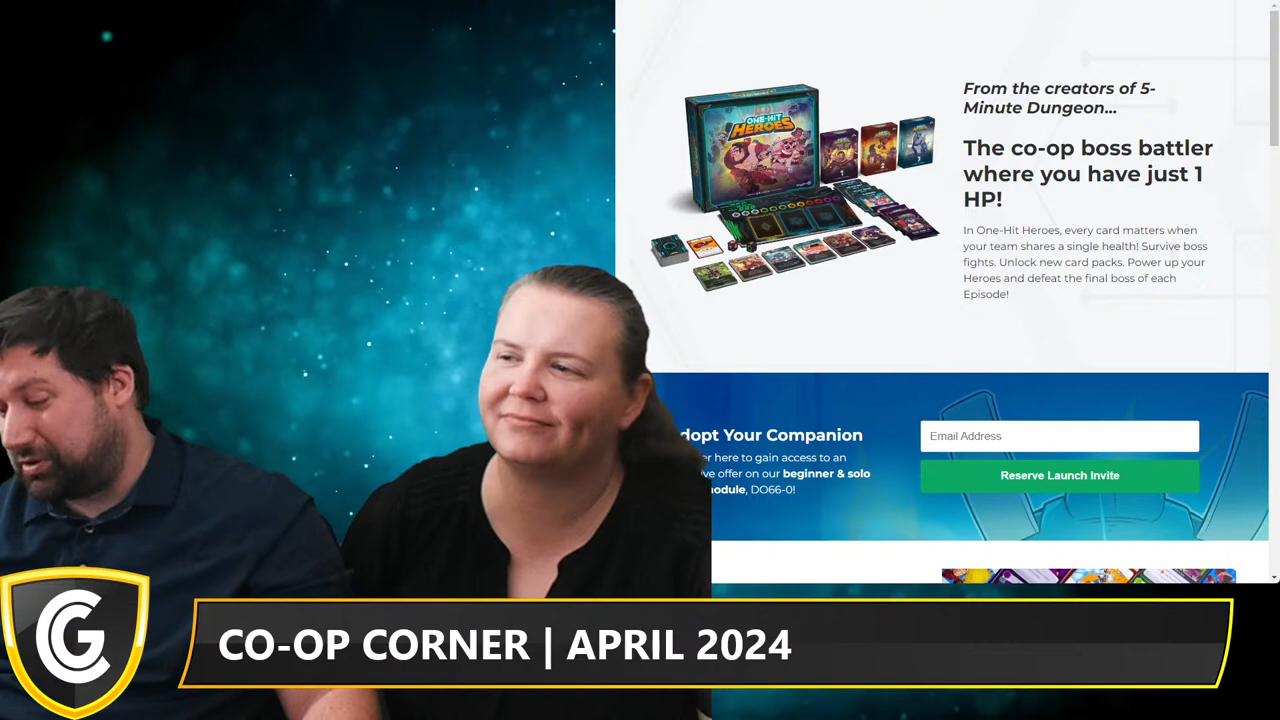 From the creators of 5-
Minute Dungeon...
ONE-HIT
HEROES
The co-op boss battler
where you have just 1
HP!
In One-Hit Heroes, every card matters when
your team shares a single health! Survive boss
fights. Unlock new card packs. Power up your
Heroes and defeat the final boss of each
Episode!
dopt Your Companion
er here to gain access to an
ve offer on our beginner & solo
odule, DO66-0!
Email Address
Reserve Launch Invite
CO-OP CORNER | APRIL 2024